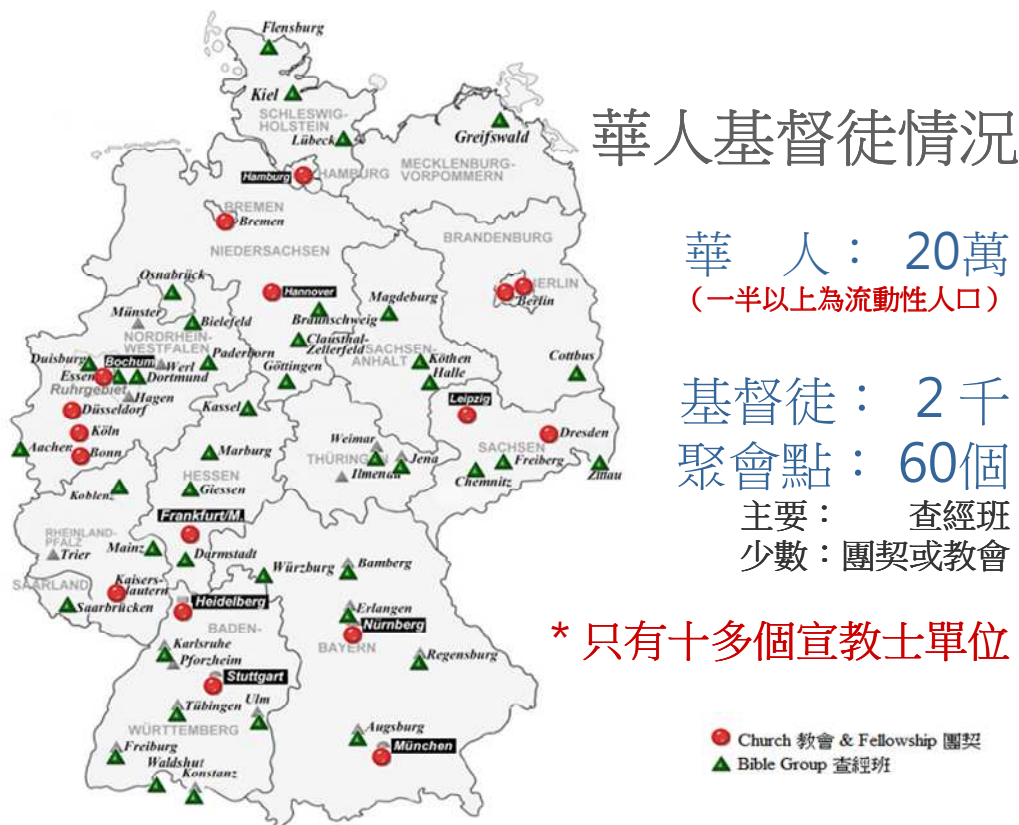 Flensburg
Kiel
SCHLESWIG-
HOLSTEIN
Lübeck
Greifswald
MECKLENBURG-
VORPOMMERN
Hamburg
HAMBURG
BREMEN
Bremen
NIEDERSACHSEN
BRANDENBURG
BERLIN
Berlin
Osnabrück
Hannover
Münster
Bielefeld
Braunschweig
Magdeburg
NORDRHEIN-
WESTFALEN
Clausthal-
Zellerfeld
SACHSEN-
ANHALT
Duisburg
Bochum
Werl
Paderborn
Göttingen
Köthen
Halle
Cottbus
Essen
Dortmund
Ruhrgebiet
Hagen
Kassel
Leipzig
Düsseldorf
Köln
Dresden
Aachen
Bonn
Marburg
Weimar
Jena
THÜRINGEN
Ilmenau
SACHSEN
Freiberg
Chemnitz
Zittau
HESSEN
Koblenz
Giessen
Frankfurt/M.
RHEINLAND-
PFALZ
Trier
Mainz
Darmstadt
Würzburg
Bamberg
SAARLAND
Kaisers-
lautern
Saarbrücken
Heidelberg
Erlangen
Nürnberg
BADEN-
BAYERN
Karlsruhe
Pforzheim
Regensburg
Stuttgart
Tübingen
Ulm
WÜRTTEMBERG
Augsburg
München
Freiburg
Waldshut
Konstanz
華人基督徒情況
華 人： 20萬
（一半以上為流動性人口）
基督徒： 2 千
聚會點： 60個
主要： 查經班
少數：團契或教會
* 只有十多個宣教士單位
Church 教會 & Fellowship 團契
Bible Group 查經班